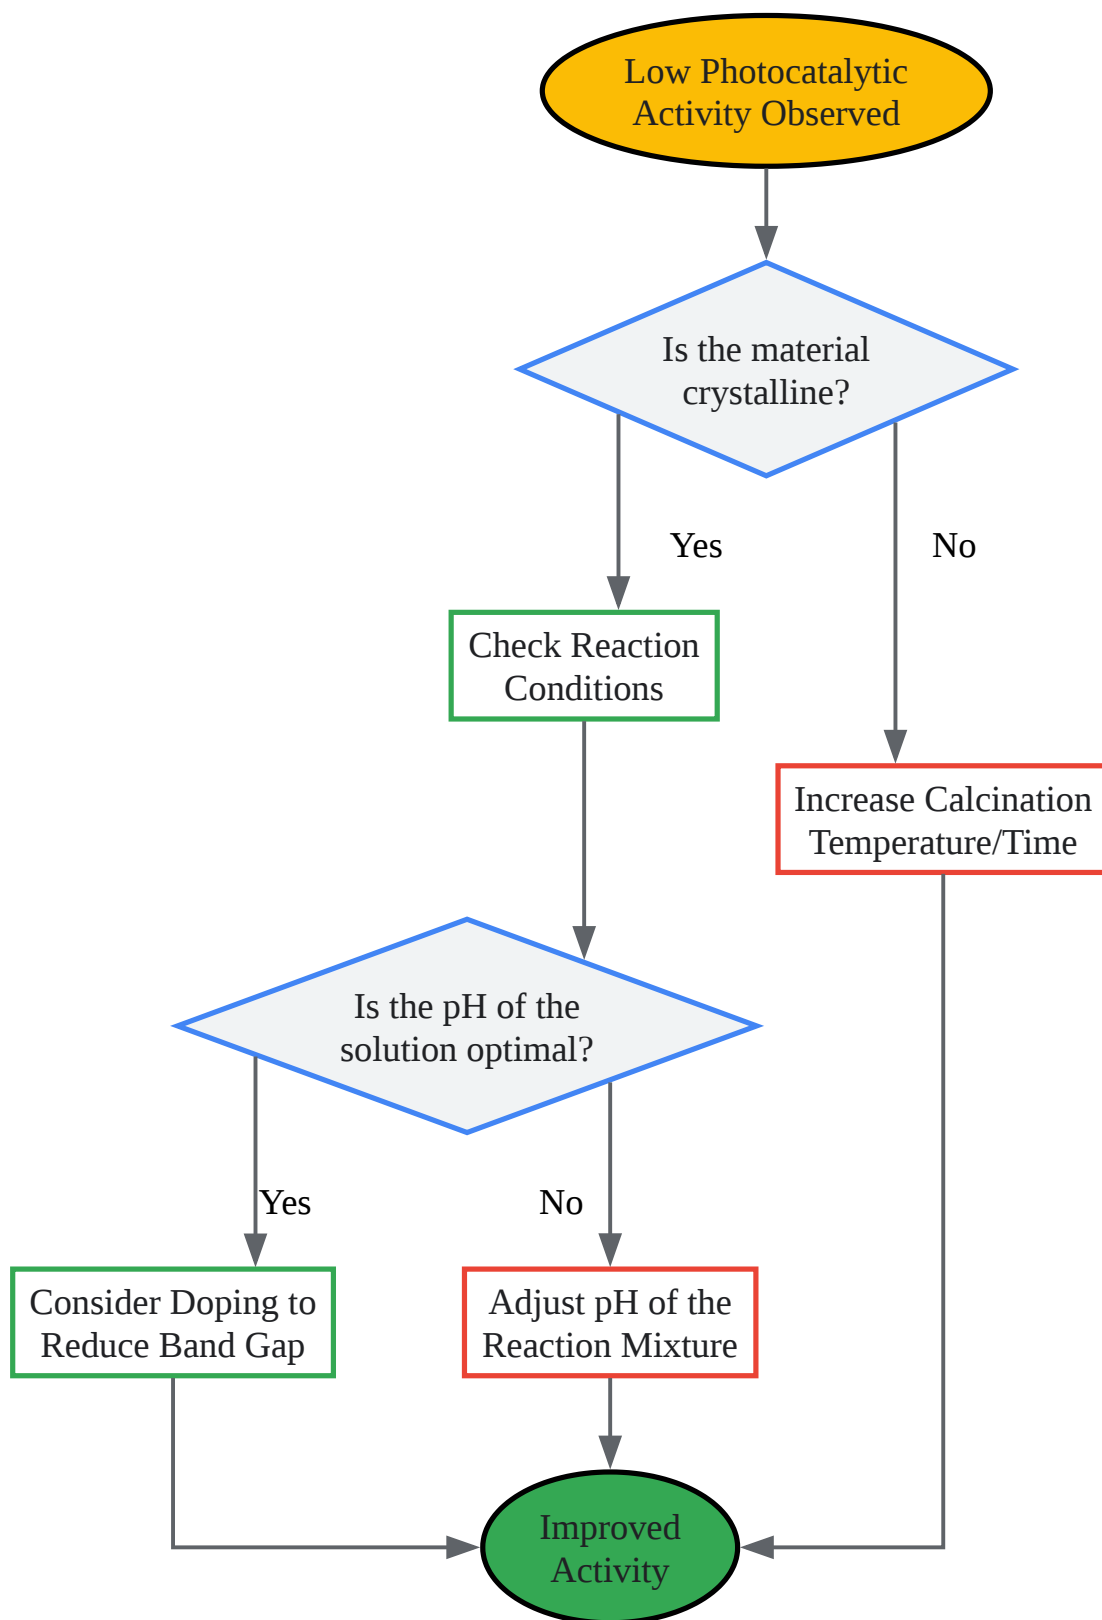 Low Photocatalytic
Activity Observed
Is the material
crystalline?
Yes
No
Check Reaction
Conditions
Increase Calcination
Temperature/Time
Is the pH of the
solution optimal?
Yes
No
Consider Doping to
Reduce Band Gap
Adjust pH of the
Reaction Mixture
Improved
Activity